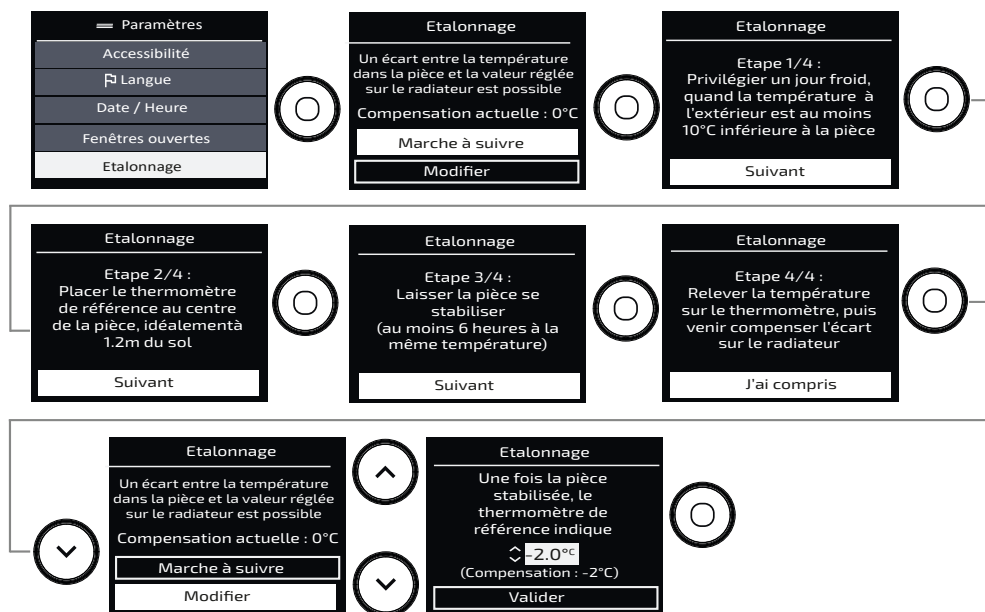 Paramètres
Accessibilité
Langue
Date / Heure
Fenêtres ouvertes
Etalonnage
Etalonnage
Un écart entre la température
dans la pièce et la valeur réglée
sur le radiateur est possible
Compensation actuelle : 0°C
Marche à suivre
Modifier
Etalonnage
Etape 1/4 :
Privilégier un jour froid,
quand la température à
l'extérieur est au moins
10°C inférieure à la pièce
Suivant
Etalonnage
Etape 2/4 :
Placer le thermomètre
de référence au centre
de la pièce, idéalementà
1.2m du sol
Suivant
Etalonnage
Etape 3/4 :
Laisser la pièce se
stabiliser
(au moins 6 heures à la
même température)
Suivant
Etalonnage
Etape 4/4 :
Relever la température
sur le thermomètre, puis
venir compenser l'écart
sur le radiateur
J'ai compris
Etalonnage
Un écart entre la température
dans la pièce et la valeur réglée
sur le radiateur est possible
Compensation actuelle : 0°C
Marche à suivre
Modifier
Etalonnage
Une fois la pièce
stabilisée, le
thermomètre de
référence indique
-2.0°C
(Compensation : -2°C)
Valider